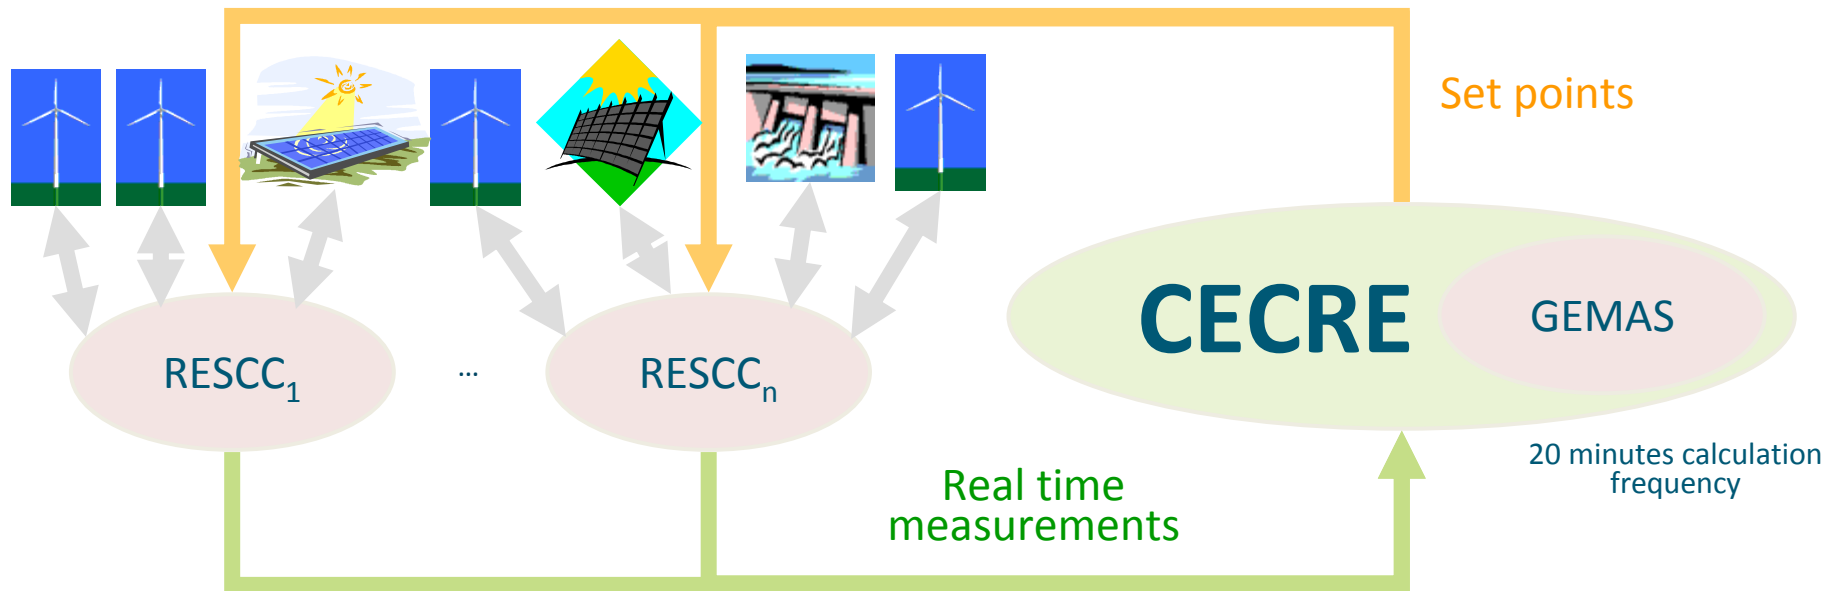 Set points
CECRE
GEMAS
RESCC1
...
RESCCn
20 minutes calculation
frequency
Real time
measurements